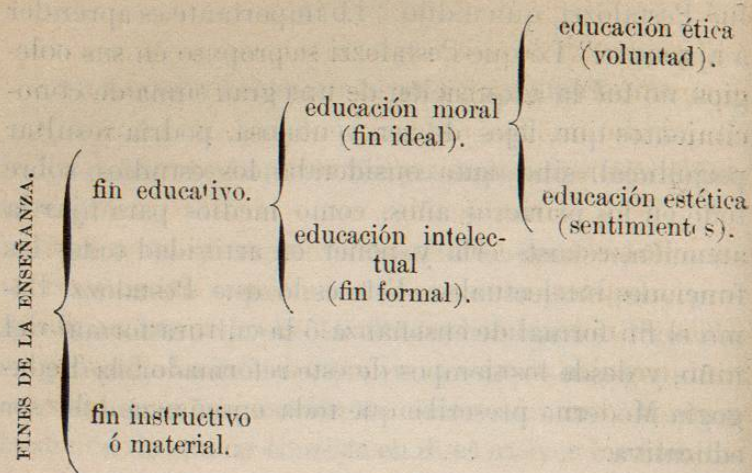 FINES DE LA ENSEÑANZA.
fin educativo.
educación moral
(fin ideal).
educación ética
(voluntad).
educación estética
(sentimientos).
educación intelec-
tual
(fin formal).
fin instructivo
ó material.